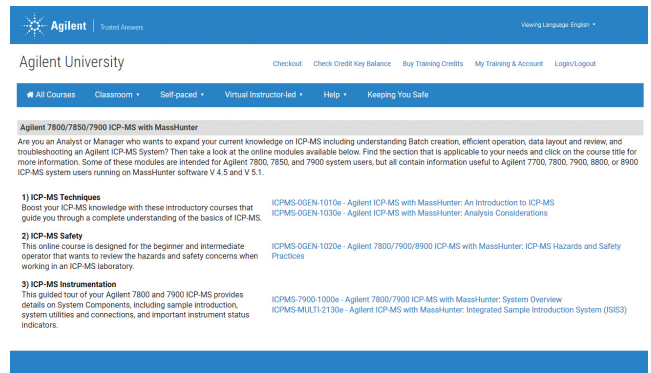 Agilent | Trusted Answers
Viewing Language: English
Agilent University
Checkout Check Credit Key Balance Buy Training Credits My Training & Account Login/Logout
All Courses Classroom Self-paced Virtual Instructor-led Help Keeping You Safe
Agilent 7800/7850/7900 ICP-MS with MassHunter
Are you an Analyst or Manager who wants to expand your current knowledge on ICP-MS including understanding Batch creation, efficient operation, data layout and review, and
troubleshooting an Agilent ICP-MS System? Then take a look at the online modules available below. Find the section that is applicable to your needs and click on the course title for
more information. Some of these modules are intended for Agilent 7800, 7850, and 7900 system users, but all contain information useful to Agilent 7700, 7800, 7900, 8800, or 8900
ICP-MS system users running on MassHunter software V 4.5 and V 5.1.
1) ICP-MS Techniques
Boost your ICP-MS knowledge with these introductory courses that
guide you through a complete understanding of the basics of ICP-MS.
ICPMS-0GEN-1010e - Agilent ICP-MS with MassHunter: An Introduction to ICP-MS
ICPMS-0GEN-1030e - Agilent ICP-MS with MassHunter: Analysis Considerations
2) ICP-MS Safety
This online course is designed for the beginner and intermediate
operator that wants to review the hazards and safety concerns when
working in an ICP-MS laboratory.
ICPMS-0GEN-1020e - Agilent 7800/7900/8900 ICP-MS with MassHunter: ICP-MS Hazards and Safety
Practices
3) ICP-MS Instrumentation
This guided tour of your Agilent 7800 and 7900 ICP-MS provides
details on System Components, including sample introduction,
system utilities and connections, and important instrument status
indicators.
ICPMS-7900-1000e - Agilent 7800/7900 ICP-MS with MassHunter: System Overview
ICPMS-MULTI-2130e - Agilent ICP-MS with MassHunter: Integrated Sample Introduction System (ISIS3)